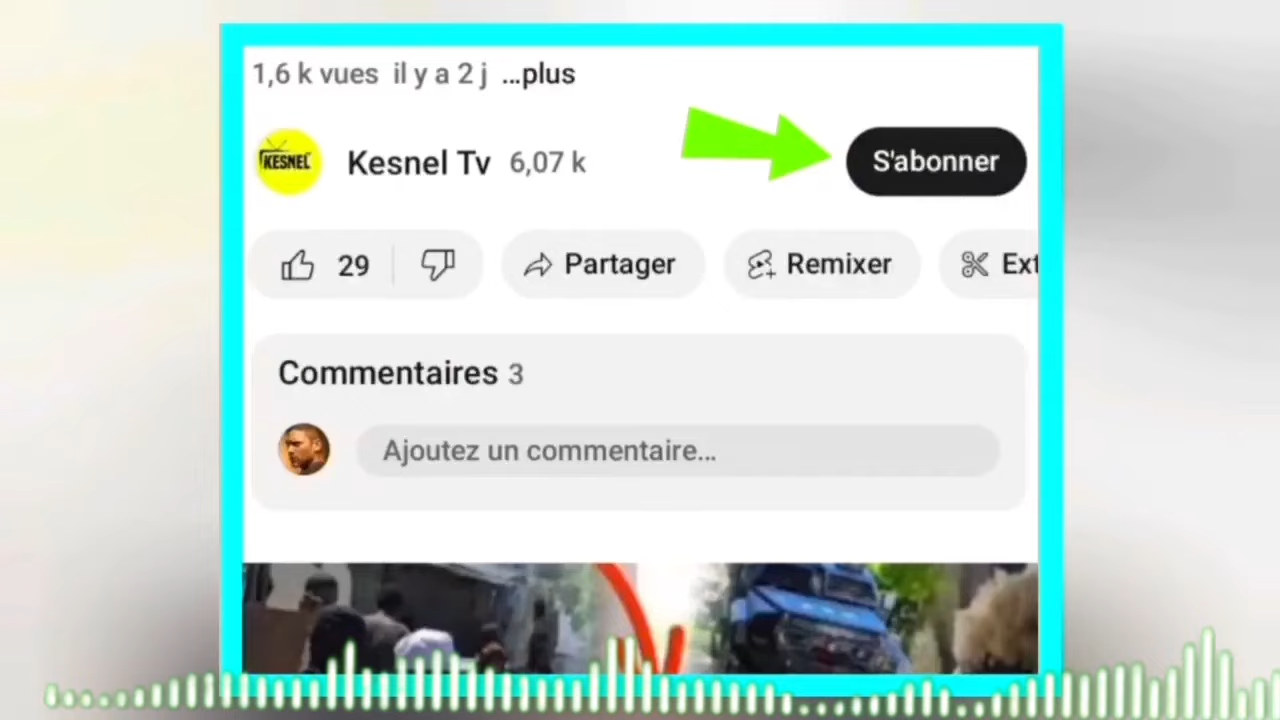 1,6 k vues il y a 2 j ...plus
KESNEL
Kesnel Tv 6,07 k
S'abonner
29
Partager
Remixer
Ext
Commentaires 3
Ajoutez un commentaire...